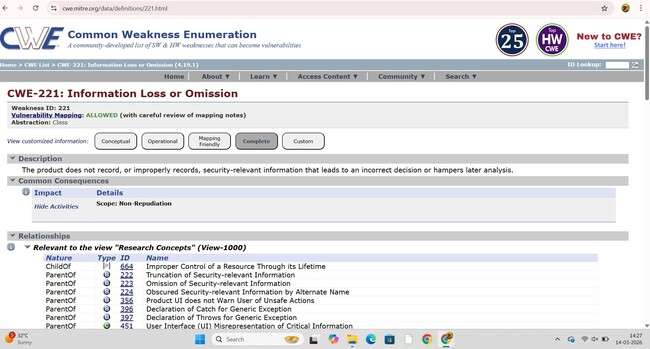 cwe.mitre.org/data/definitions/221.html
CWE
Common Weakness Enumeration
A community-developed list of SW & HW weaknesses that can become vulnerabilities
Top
25
Top
HW
CWE
New to CWE?
Start here!
Home > CWE List > CWE-221: Information Loss or Omission (4.19.1)
ID Lookup:
Home
About ▼
Learn ▼
Access Content ▼
Community ▼
Search ▼
CWE-221: Information Loss or Omission
Weakness ID: 221
Vulnerability Mapping: ALLOWED (with careful review of mapping notes)
Abstraction: Class
View customized information:
Conceptual
Operational
Mapping
Friendly
Complete
Custom
Description
The product does not record, or improperly records, security-relevant information that leads to an incorrect decision or hampers later analysis.
Common Consequences
Impact Details
Hide Activities
Scope: Non-Repudiation
Relationships
Relevant to the view "Research Concepts" (View-1000)
Nature Type ID Name
ChildOf 664 Improper Control of a Resource Through its Lifetime
ParentOf 222 Truncation of Security-relevant Information
ParentOf 223 Omission of Security-relevant Information
ParentOf 224 Obscured Security-relevant Information by Alternate Name
ParentOf 356 Product UI does not Warn User of Unsafe Actions
ParentOf 396 Declaration of Catch for Generic Exception
ParentOf 397 Declaration of Throws for Generic Exception
ParentOf 451 User Interface (UI) Misrepresentation of Critical Information
32°C
Sunny
Search
14:27
14-03-2026